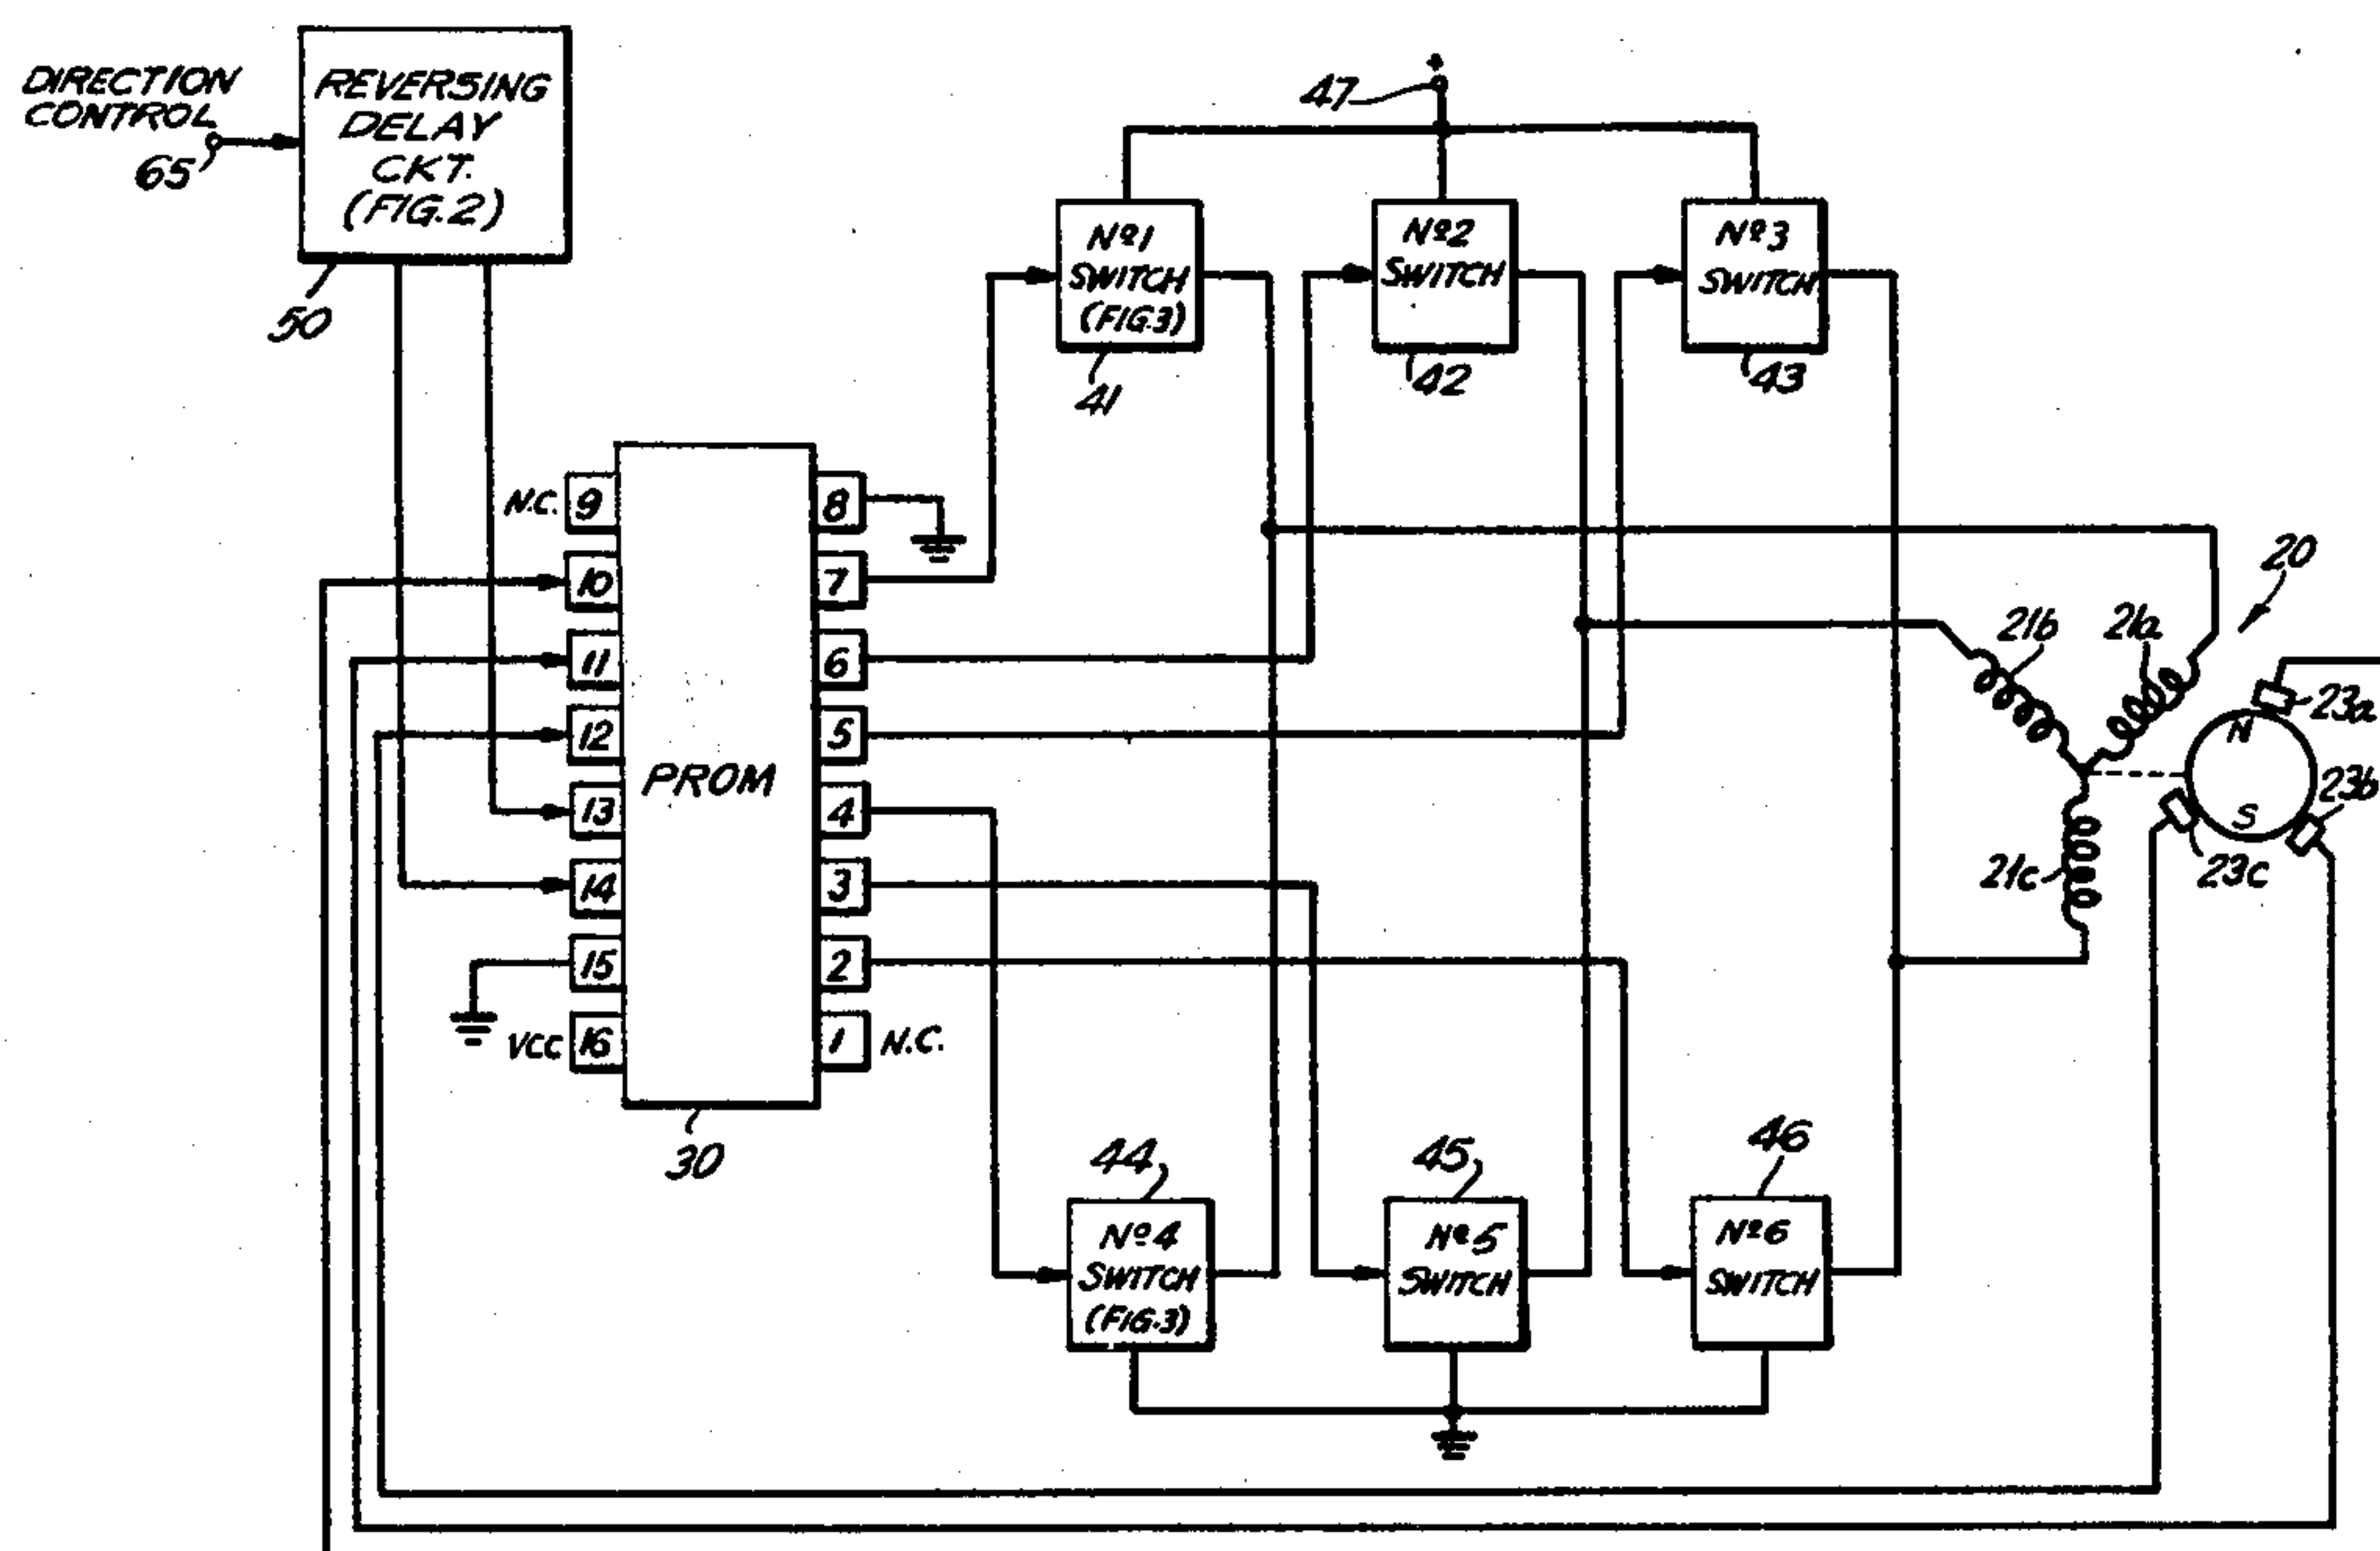 DIRECTION
CONTROL
65
REVERSING
DELAY
CKT.
(FIG.2)
50
47
+
Nº1
SWITCH
(FIG.3)
41
Nº2
SWITCH
42
Nº3
SWITCH
43
N.C.
9
10
11
12
13
14
15
VCC
16
PROM
30
8
7
6
5
4
3
2
1
N.C.
20
21b
21a
21c
23a
23b
23c
N
S
44
Nº4
SWITCH
(FIG.3)
45
Nº5
SWITCH
46
Nº6
SWITCH